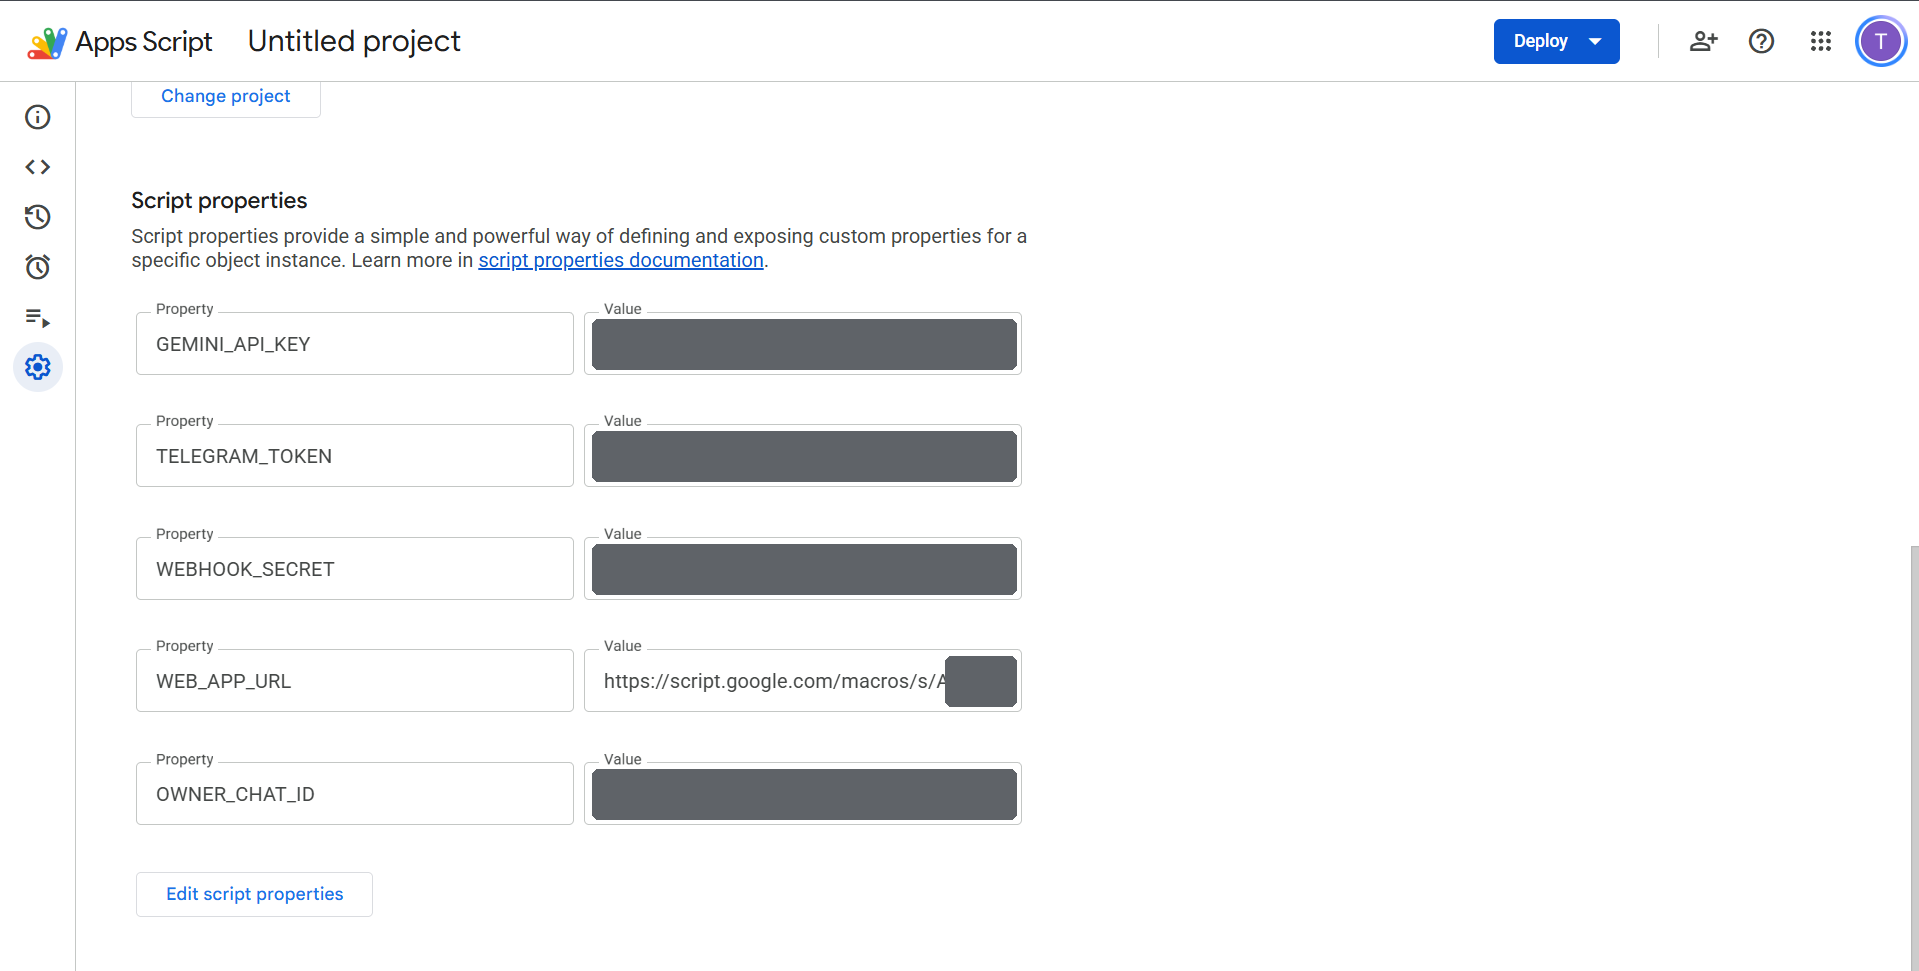 Apps Script Untitled project Deploy T
Change project
Script properties
Script properties provide a simple and powerful way of defining and exposing custom properties for a
specific object instance. Learn more in script properties documentation.
Property Value
GEMINI_API_KEY
Property Value
TELEGRAM_TOKEN
Property Value
WEBHOOK_SECRET
Property Value
WEB_APP_URL https://script.google.com/macros/s/A
Property Value
OWNER_CHAT_ID
Edit script properties